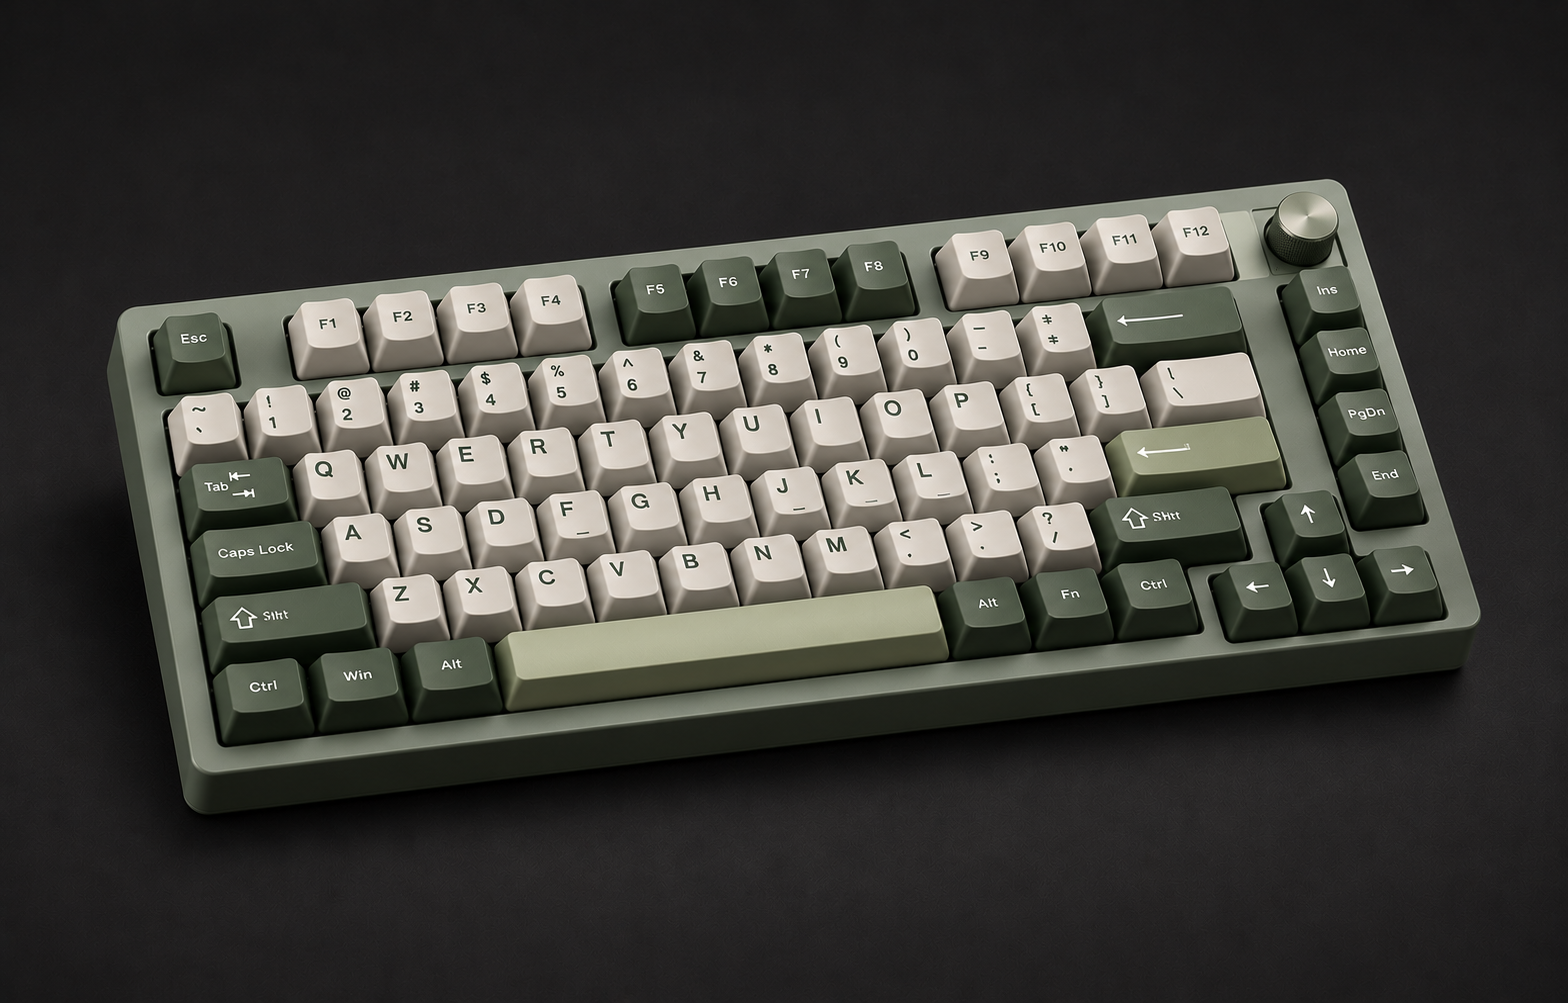 Esc F1 F2 F3 F4 F5 F6 F7 F8 F9 F10 F11 F12
~ ! @ # $ % ^ & * ( ) –
` 1 2 3 4 5 6 7 8 9 0 – ←
Tab Q W E R T Y U I O P { }
[ ] \
Caps Lock A S D F G H J K L ; ←
Z X C V B N M < > ?
. . /
Ctrl Win Alt Alt Fn Ctrl ← ↓ →
Ins
Home
PgDn
End
↑